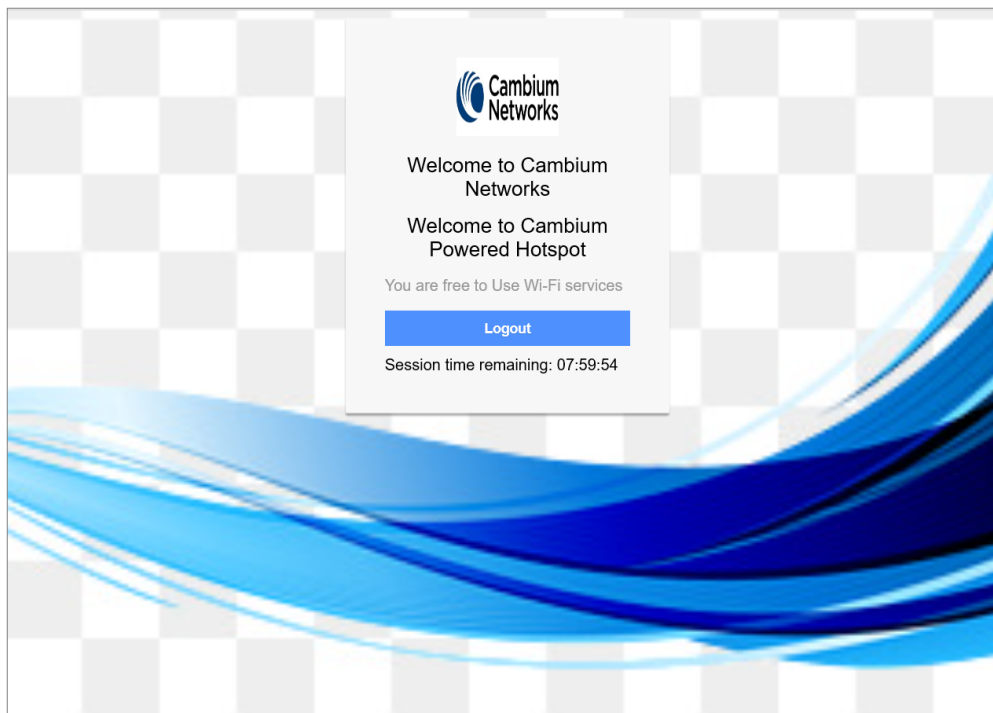 Cambium
Networks
Welcome to Cambium
Networks
Welcome to Cambium
Powered Hotspot
You are free to Use Wi-Fi services
Logout
Session time remaining: 07:59:54